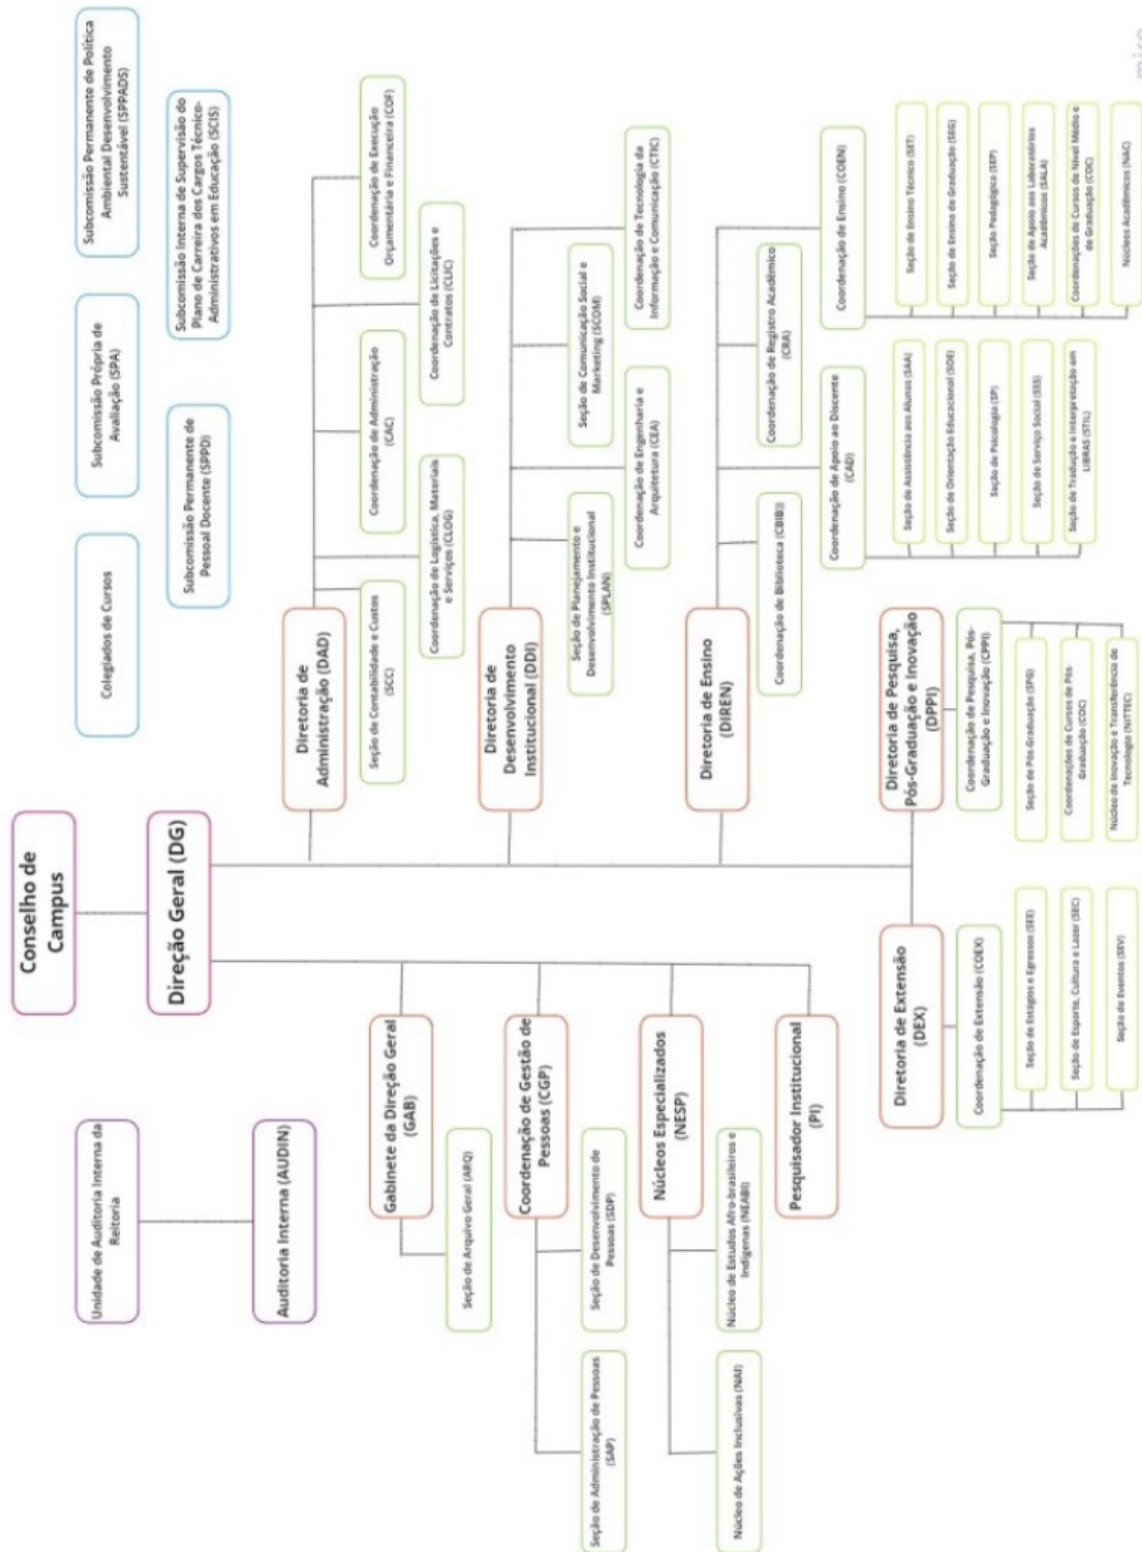 Conselho de
Campus
Direção Geral (DG)
Unidade de Auditoria Interna da
Reitoria
Auditoria Interna (AUDIN)
Colegiados de Cursos
Subcomissão Própria de
Avaliação (SPA)
Subcomissão Permanente de Política
Ambiental Desenvolvimento
Sustentável (SPPADS)
Subcomissão Permanente de
Pessoal Docente (SPPD)
Subcomissão Interna de Supervisão do
Plano de Carreira dos Cargos Técnico-
Administrativos em Educação (SCIS)
Gabinete da Direção Geral
(GAB)
Seção de Arquivo Geral (ARQ)
Coordenação de Gestão de
Pessoas (CGP)
Seção de Administração de Pessoas
(SAP)
Seção de Desenvolvimento de
Pessoas (SDP)
Núcleos Especializados
(NESP)
Núcleo de Ações Inclusivas (NAI)
Núcleo de Estudos Afro-brasileiros e
Indígenas (NEABI)
Pesquisador Institucional
(PI)
Diretoria de
Administração (DAD)
Seção de Contabilidade e Custos
(SCC)
Coordenação de Administração
(CAC)
Coordenação de Execução
Orçamentária e Financeira (COF)
Coordenação de Logística, Materiais
e Serviços (CLOG)
Coordenação de Licitações e
Contratos (CLIC)
Diretoria de
Desenvolvimento
Institucional (DDI)
Seção de Planejamento e
Desenvolvimento Institucional
(SPLAN)
Seção de Comunicação Social e
Marketing (SCOM)
Coordenação de Engenharia e
Arquitetura (CEA)
Coordenação de Tecnologia da
Informação e Comunicação (CTIC)
Diretoria de Ensino
(DIREN)
Coordenação de Biblioteca (CBIB))
Coordenação de Registro Acadêmico
(CRA)
Coordenação de Apoio ao Discente
(CAD)
Seção de Assistência aos Alunos (SAA)
Seção de Orientação Educacional (SOE)
Seção de Psicologia (SP)
Seção de Serviço Social (SSS)
Seção de Tradução e Interpretação em
LIBRAS (STIL)
Coordenação de Ensino (COEN)
Seção de Ensino Técnico (SET)
Seção de Ensino de Graduação (SEG)
Seção Pedagógica (SEP)
Seção de Apoio aos Laboratórios
Acadêmicos (SALA)
Coordenações de Cursos de Nível Médio e
de Graduação (COC)
Núcleos Acadêmicos (NAC)
Diretoria de Extensão
(DEX)
Coordenação de Extensão (COEX)
Seção de Estágios e Egressos (SEE)
Seção de Esporte, Cultura e Lazer (SEC)
Seção de Eventos (SEV)
Diretoria de Pesquisa,
Pós-Graduação e Inovação
(DPPI)
Coordenação de Pesquisa, Pós-
Graduação e Inovação (CPPI)
Seção de Pós-Graduação (SPG)
Coordenações de Cursos de Pós-
Graduação (COC)
Núcleo de Inovação e Transferência de
Tecnologia (NITTEC)
miro